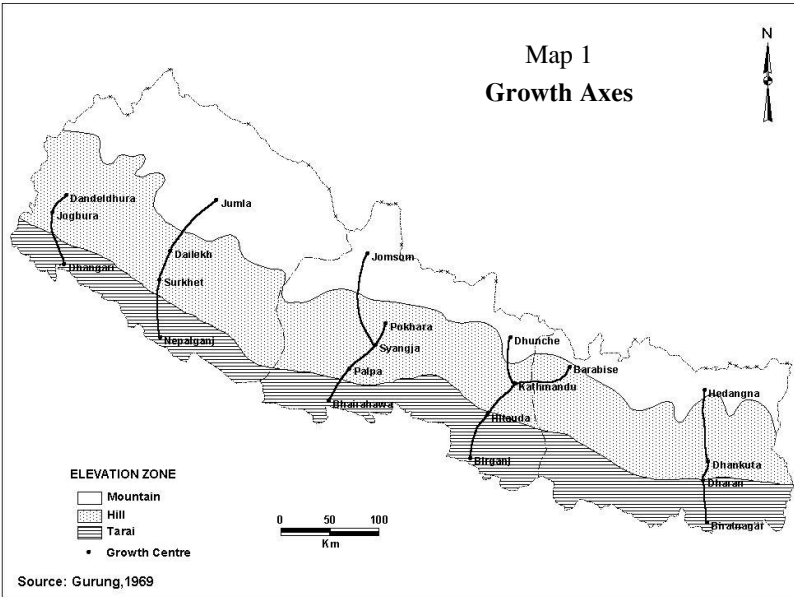 Map 1
Growth Axes
N
Dandeldhura
Jogbura
Dhangari
Jumla
Dailekh
Surkhet
Nepalganj
Jomsom
Pokhara
Syangja
Palpa
Bhairahawa
Dhunche
Barabise
Kathmandu
Hitauda
Birganj
Hedangna
Dhankuta
Dharan
Biratnagar
ELEVATION ZONE
Mountain
Hill
Tarai
Growth Centre
0 50 100
Km
Source: Gurung,1969